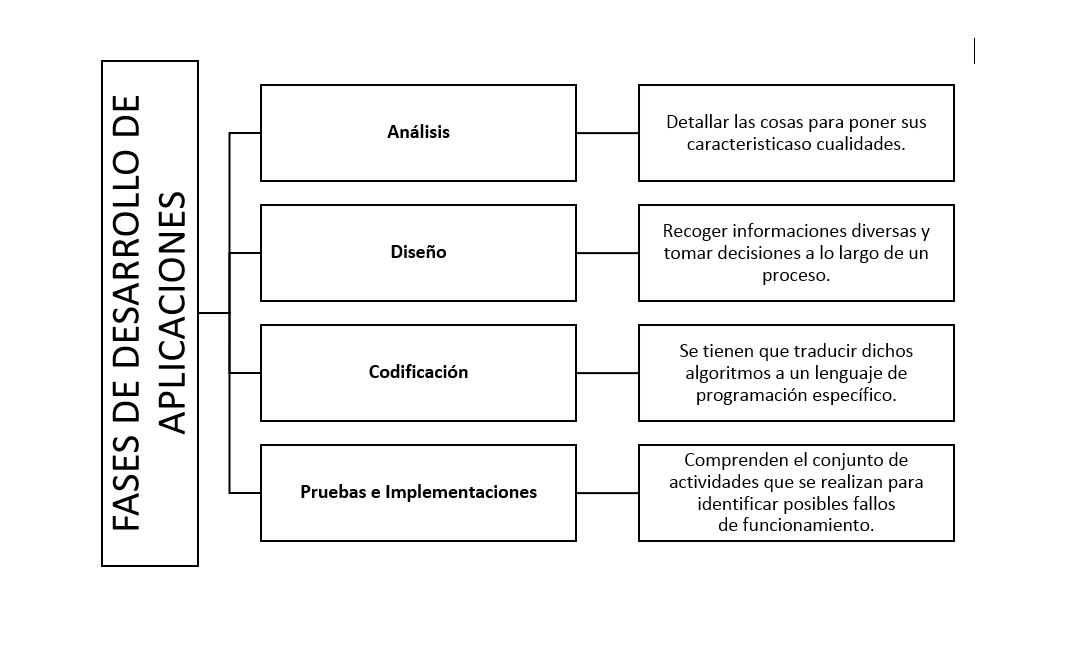 FASES DE DESARROLLO DE
APLICACIONES
Análisis
Detallar las cosas para poner sus
caracteristicaso cualidades.
Diseño
Recoger informaciones diversas y
tomar decisiones a lo largo de un
proceso.
Codificación
Se tienen que traducir dichos
algoritmos a un lenguaje de
programación específico.
Pruebas e Implementaciones
Comprenden el conjunto de
actividades que se realizan para
identificar posibles fallos
de funcionamiento.